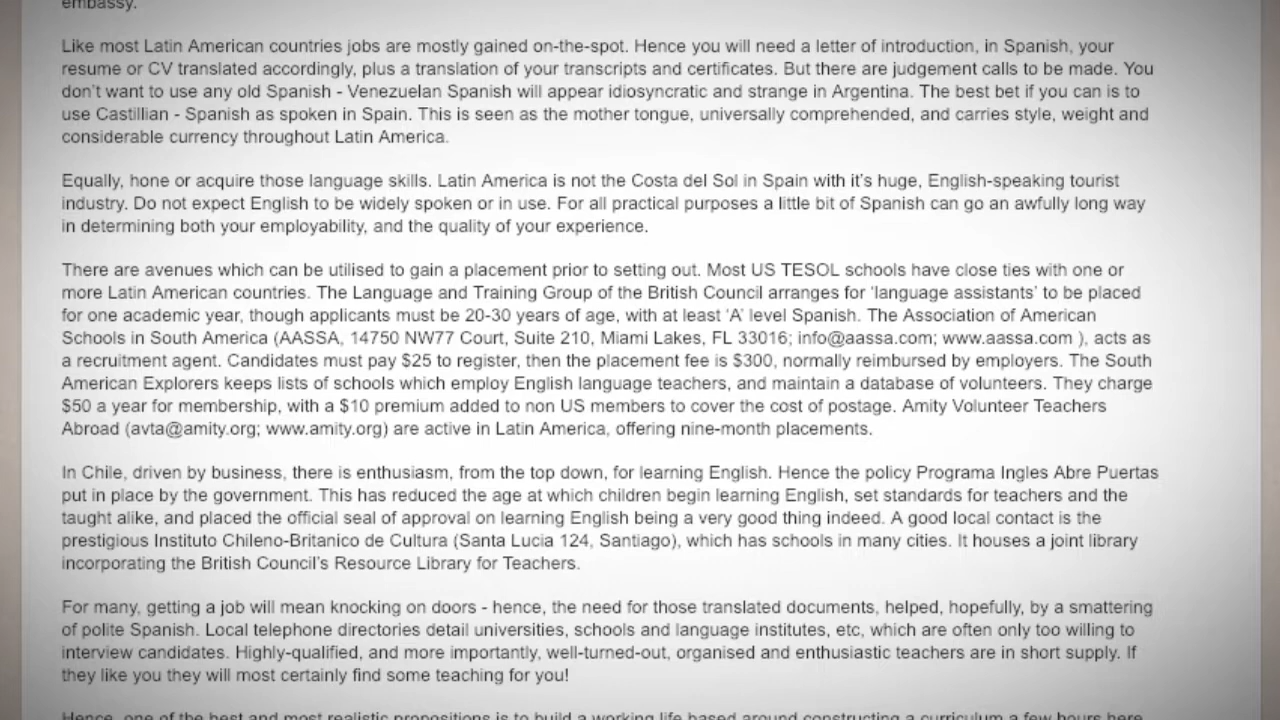 embassy.
Like most Latin American countries jobs are mostly gained on-the-spot. Hence you will need a letter of introduction, in Spanish, your
resume or CV translated accordingly, plus a translation of your transcripts and certificates. But there are judgement calls to be made. You
don't want to use any old Spanish - Venezuelan Spanish will appear idiosyncratic and strange in Argentina. The best bet if you can is to
use Castillian - Spanish as spoken in Spain. This is seen as the mother tongue, universally comprehended, and carries style, weight and
considerable currency throughout Latin America.
Equally, hone or acquire those language skills. Latin America is not the Costa del Sol in Spain with it's huge, English-speaking tourist
industry. Do not expect English to be widely spoken or in use. For all practical purposes a little bit of Spanish can go an awfully long way
in determining both your employability, and the quality of your experience.
There are avenues which can be utilised to gain a placement prior to setting out. Most US TESOL schools have close ties with one or
more Latin American countries. The Language and Training Group of the British Council arranges for 'language assistants' to be placed
for one academic year, though applicants must be 20-30 years of age, with at least 'A' level Spanish. The Association of American
Schools in South America (AASSA, 14750 NW77 Court, Suite 210, Miami Lakes, FL 33016; info@aassa.com; www.aassa.com ), acts as
a recruitment agent. Candidates must pay $25 to register, then the placement fee is $300, normally reimbursed by employers. The South
American Explorers keeps lists of schools which employ English language teachers, and maintain a database of volunteers. They charge
$50 a year for membership, with a $10 premium added to non US members to cover the cost of postage. Amity Volunteer Teachers
Abroad (avta@amity.org; www.amity.org) are active in Latin America, offering nine-month placements.
In Chile, driven by business, there is enthusiasm, from the top down, for learning English. Hence the policy Programa Ingles Abre Puertas
put in place by the government. This has reduced the age at which children begin learning English, set standards for teachers and the
taught alike, and placed the official seal of approval on learning English being a very good thing indeed. A good local contact is the
prestigious Instituto Chileno-Britanico de Cultura (Santa Lucia 124, Santiago), which has schools in many cities. It houses a joint library
incorporating the British Council's Resource Library for Teachers.
For many, getting a job will mean knocking on doors - hence, the need for those translated documents, helped, hopefully, by a smattering
of polite Spanish. Local telephone directories detail universities, schools and language institutes, etc, which are often only too willing to
interview candidates. Highly-qualified, and more importantly, well-turned-out, organised and enthusiastic teachers are in short supply. If
they like you they will most certainly find some teaching for you!
Hence, one of the best and most realistic propositions is to build a working life based around constructing a curriculum a few hours here